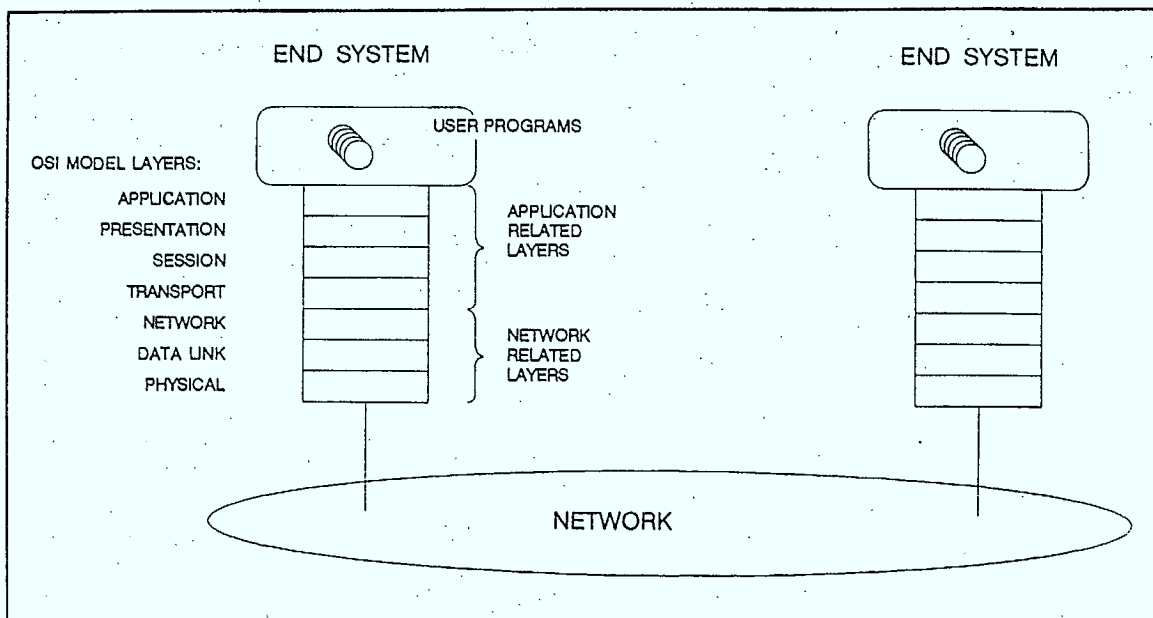 END SYSTEM
END SYSTEM
USER PROGRAMS
OSI MODEL LAYERS:
APPLICATION
PRESENTATION
SESSION
TRANSPORT
NETWORK
DATA LINK
PHYSICAL
APPLICATION
RELATED
LAYERS
NETWORK
RELATED
LAYERS
NETWORK